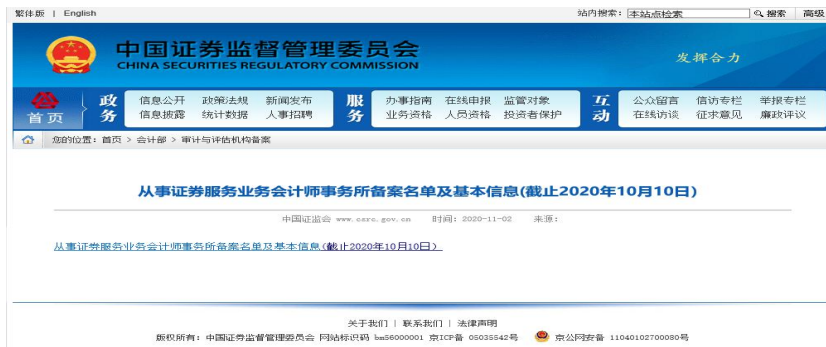 繁体版 | English 站内搜索: 本站点检索 搜索 高级
中国证券监督管理委员会
CHINA SECURITIES REGULATORY COMMISSION
发挥合力
首页 政务 信息公开 政策法规 新闻发布 服务 办事指南 在线申报 监管对象 互动 公众留言 信访专栏 举报专栏
信息披露 统计数据 人事招聘 业务资格 人员资格 投资者保护 在线访谈 征求意见 廉政评议
您的位置: 首页 > 会计部 > 审计与评估机构备案
从事证券服务业务会计师事务所备案名单及基本信息(截止2020年10月10日)
中国证监会 www.csrc.gov.cn 时间: 2020-11-02 来源:
从事证券服务业务会计师事务所备案名单及基本信息(截止2020年10月10日)
关于我们 | 联系我们 | 法律声明
版权所有: 中国证券监督管理委员会 网站标识码 bm56000001 京ICP备 05035542号 京公网安备 11040102700080号